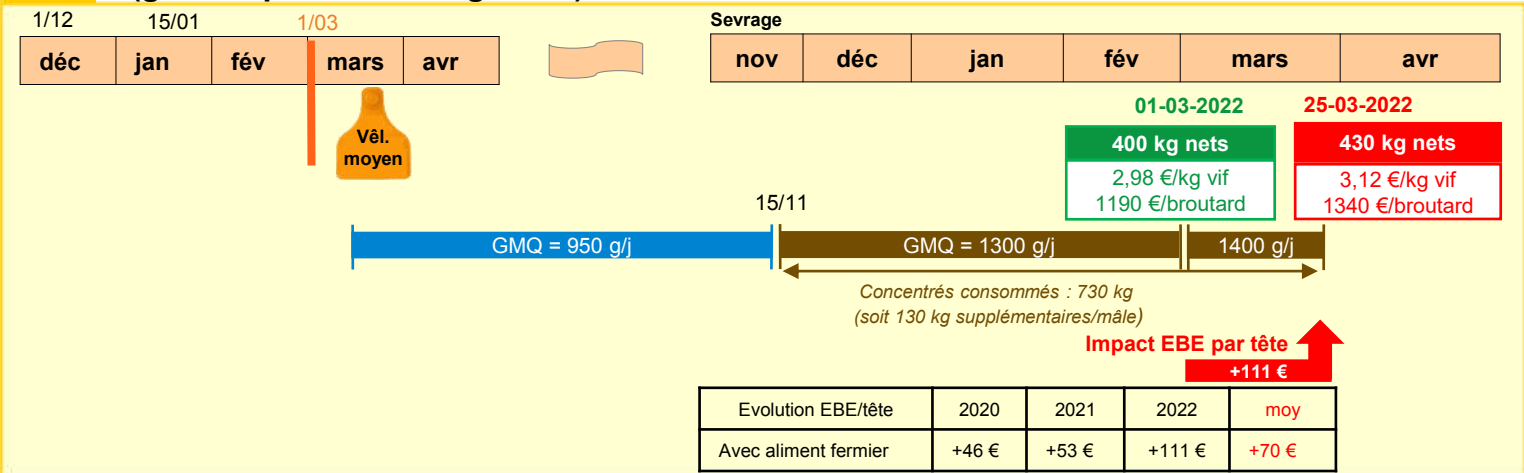 1/12 15/01 1/03 Sevrage
déc jan fév mars avr nov déc jan fév mars avr
Vêl.
moyen
01-03-2022 25-03-2022
400 kg nets 430 kg nets
2,98 €/kg vif 3,12 €/kg vif
1190 €/broutard 1340 €/broutard
15/11
GMQ = 950 g/j GMQ = 1300 g/j 1400 g/j
Concentrés consommés : 730 kg
(soit 130 kg supplémentaires/mâle)
Impact EBE par tête
+111 €
Evolution EBE/tête 2020 2021 2022 moy
Avec aliment fermier +46 € +53 € +111 € +70 €